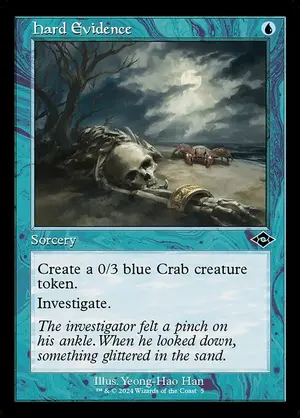 Hard Evidence
Sorcery
Create a 0/3 blue Crab creature
token.
Investigate.
The investigator felt a pinch on
his ankle. When he looked down,
something glittered in the sand.
Illus. Yeong-Hao Han
™ & © 2024 Wizards of the Coast 5